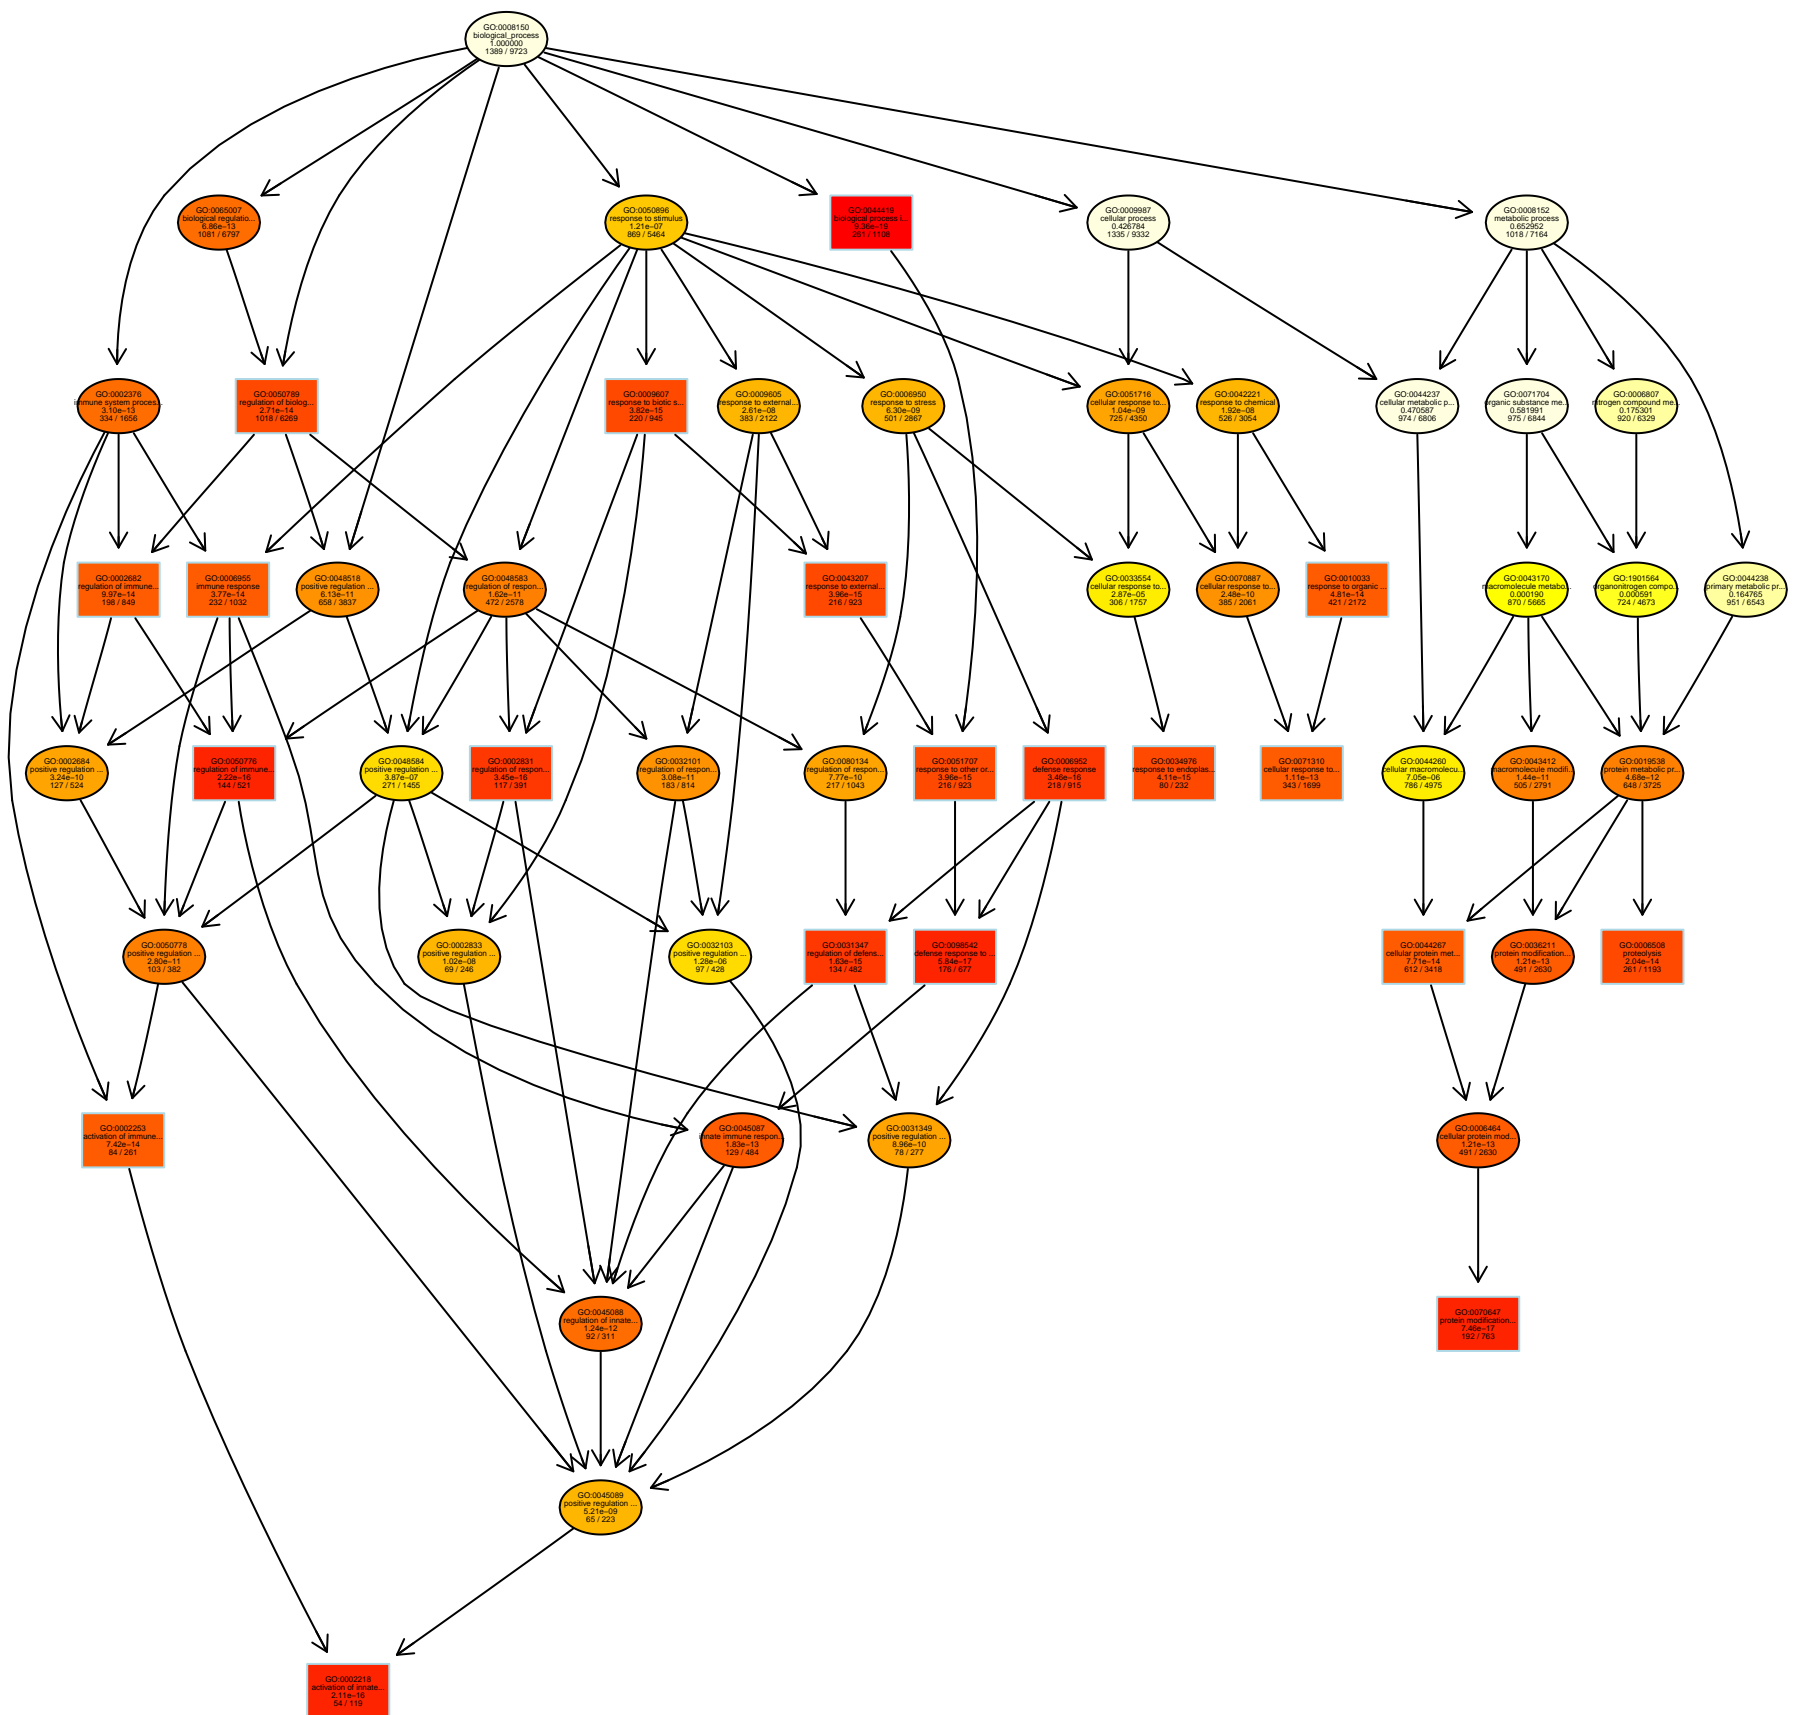 GO:0008150
biological_process
1.000000
1389 / 9723
GO:0065007
biological regulatio...
6.86e−13
1081 / 6797
GO:0050896
response to stimulus
1.21e−07
869 / 5464
GO:0044419
biological process i...
9.36e−19
261 / 1108
GO:0009987
cellular process
0.426784
1335 / 9332
GO:0008152
metabolic process
0.652952
1018 / 7164
GO:0002376
immune system proces...
3.10e−13
334 / 1656
GO:0050789
regulation of biolog...
2.71e−14
1018 / 6269
GO:0009607
response to biotic s...
3.82e−15
220 / 945
GO:0009605
response to external...
2.61e−08
383 / 2122
GO:0006950
response to stress
6.30e−09
501 / 2867
GO:0051716
cellular response to...
1.04e−09
725 / 4350
GO:0042221
response to chemical
1.92e−08
526 / 3054
GO:0044237
cellular metabolic p...
0.470587
974 / 6806
GO:0071704
organic substance me...
0.581991
975 / 6844
GO:0006807
nitrogen compound me...
0.175301
920 / 6329
GO:0002682
regulation of immune...
9.97e−14
198 / 849
GO:0006955
immune response
3.77e−14
232 / 1032
GO:0048518
positive regulation ...
6.13e−11
658 / 3837
GO:0048583
regulation of respon...
1.62e−11
472 / 2578
GO:0043207
response to external...
3.96e−15
216 / 923
GO:0033554
cellular response to...
2.87e−05
306 / 1757
GO:0070887
cellular response to...
2.48e−10
385 / 2061
GO:0010033
response to organic ...
4.81e−14
421 / 2172
GO:0043170
macromolecule metabo...
0.000190
870 / 5665
GO:1901564
organonitrogen compo...
0.000591
724 / 4673
GO:0044238
primary metabolic pr...
0.164765
951 / 6543
GO:0002684
positive regulation ...
3.24e−10
127 / 524
GO:0050776
regulation of immune...
2.22e−16
144 / 521
GO:0048584
positive regulation ...
3.87e−07
271 / 1455
GO:0002831
regulation of respon...
3.45e−16
117 / 391
GO:0032101
regulation of respon...
3.08e−11
183 / 814
GO:0080134
regulation of respon...
7.77e−10
217 / 1043
GO:0051707
response to other or...
3.96e−15
216 / 923
GO:0006952
defense response
3.46e−16
218 / 915
GO:0034976
response to endoplas...
4.11e−15
80 / 232
GO:0071310
cellular response to...
1.11e−13
343 / 1699
GO:0044260
cellular macromolecu...
7.05e−06
786 / 4975
GO:0043412
macromolecule modifi...
1.44e−11
505 / 2791
GO:0019538
protein metabolic pr...
4.68e−12
648 / 3725
GO:0050778
positive regulation ...
2.80e−11
103 / 382
GO:0002833
positive regulation ...
1.02e−08
69 / 246
GO:0032103
positive regulation ...
1.28e−06
97 / 428
GO:0031347
regulation of defens...
1.63e−15
134 / 482
GO:0098542
defense response to ...
5.84e−17
176 / 677
GO:0044267
cellular protein met...
7.71e−14
612 / 3418
GO:0036211
protein modification...
1.21e−13
491 / 2630
GO:0006508
proteolysis
2.04e−14
261 / 1193
GO:0002253
activation of immune...
7.42e−14
84 / 261
GO:0045087
innate immune respon...
1.83e−13
129 / 484
GO:0031349
positive regulation ...
8.96e−10
78 / 277
GO:0006464
cellular protein mod...
1.21e−13
491 / 2630
GO:0045088
regulation of innate...
1.24e−12
92 / 311
GO:0070647
protein modification...
7.46e−17
192 / 763
GO:0045089
positive regulation ...
5.21e−09
65 / 223
GO:0002218
activation of innate...
2.11e−16
54 / 119